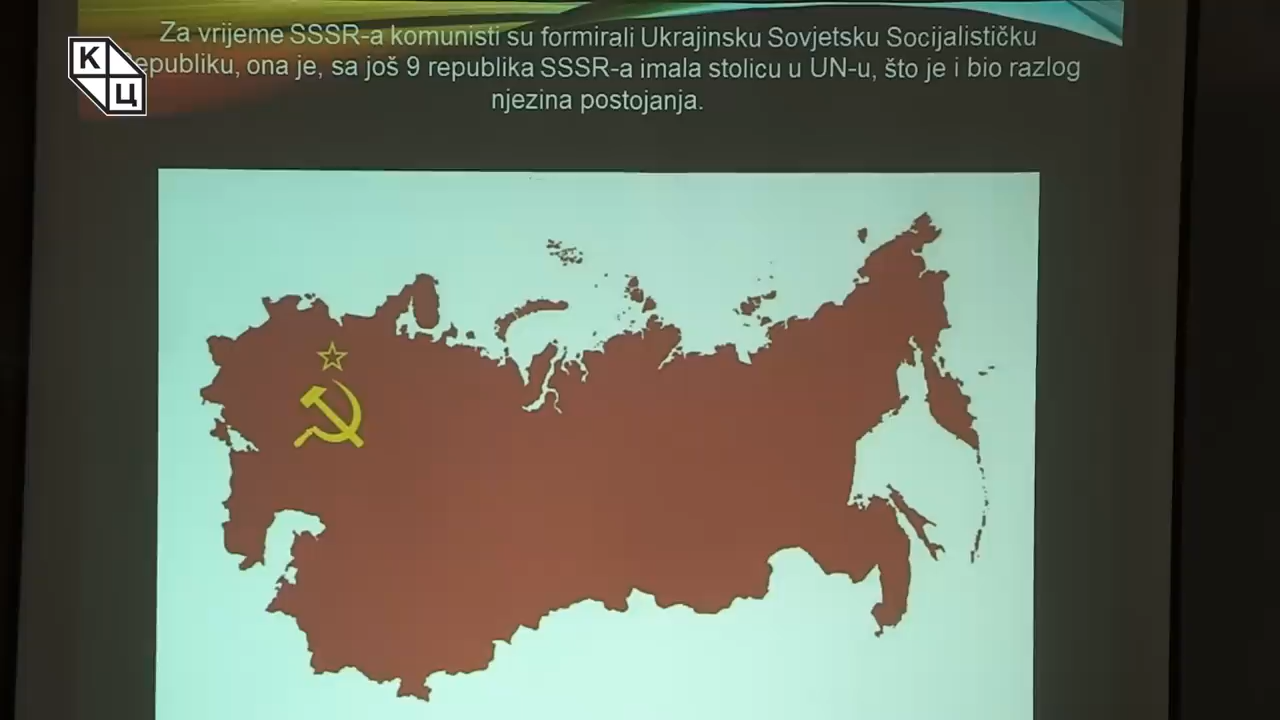 Za vrijeme SSSR-a komunisti su formirali Ukrajinsku Sovjetsku Socijalističku
Republiku, ona je, sa još 9 republika SSSR-a imala stolicu u UN-u, što je i bio razlog
njezina postojanja.
К
Ц